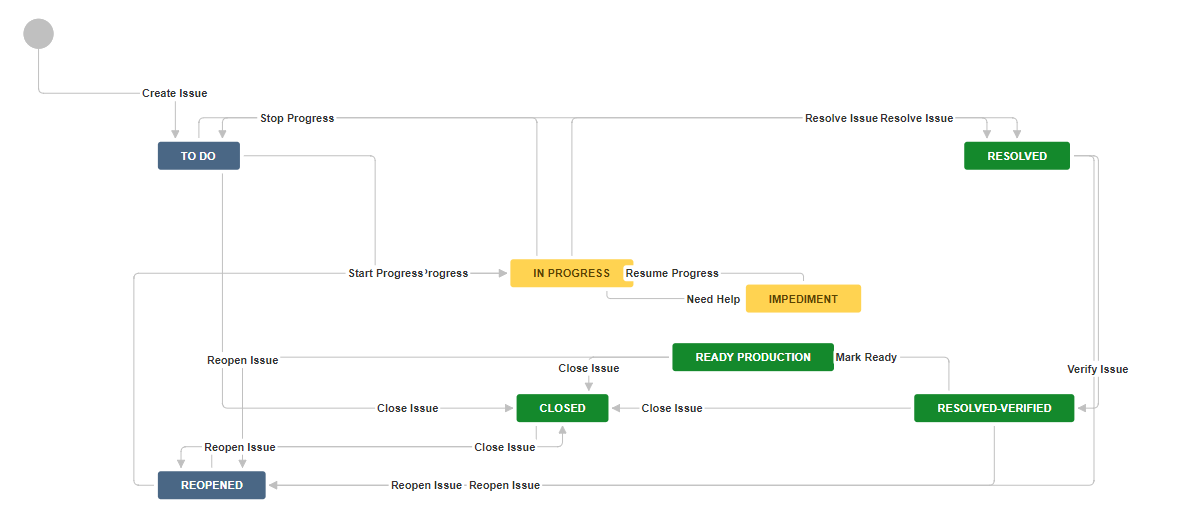 Create Issue
Stop Progress
Resolve Issue
Resolve Issue
TO DO
RESOLVED
Start Progress
rogress
IN PROGRESS
Resume Progress
Need Help
IMPEDIMENT
Reopen Issue
READY PRODUCTION
Mark Ready
Close Issue
Verify Issue
Close Issue
CLOSED
Close Issue
RESOLVED-VERIFIED
Reopen Issue
Close Issue
REOPENED
Reopen Issue
Reopen Issue